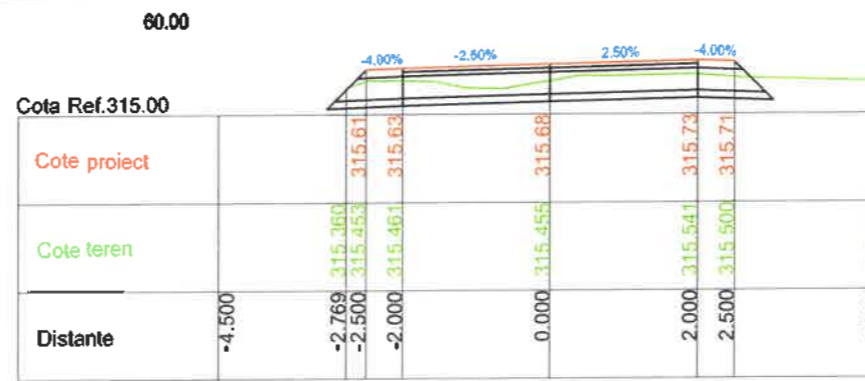 60.00
-4.00% -2.50% 2.50% -4.00%
Cota Ref.315.00
Cote proiect 315.61 315.63 315.68 315.73 315.71
Cote teren 315.360 315.453 315.461 315.455 315.541 315.500
Distante -4.500 -2.769 -2.500 -2.000 0.000 2.000 2.500